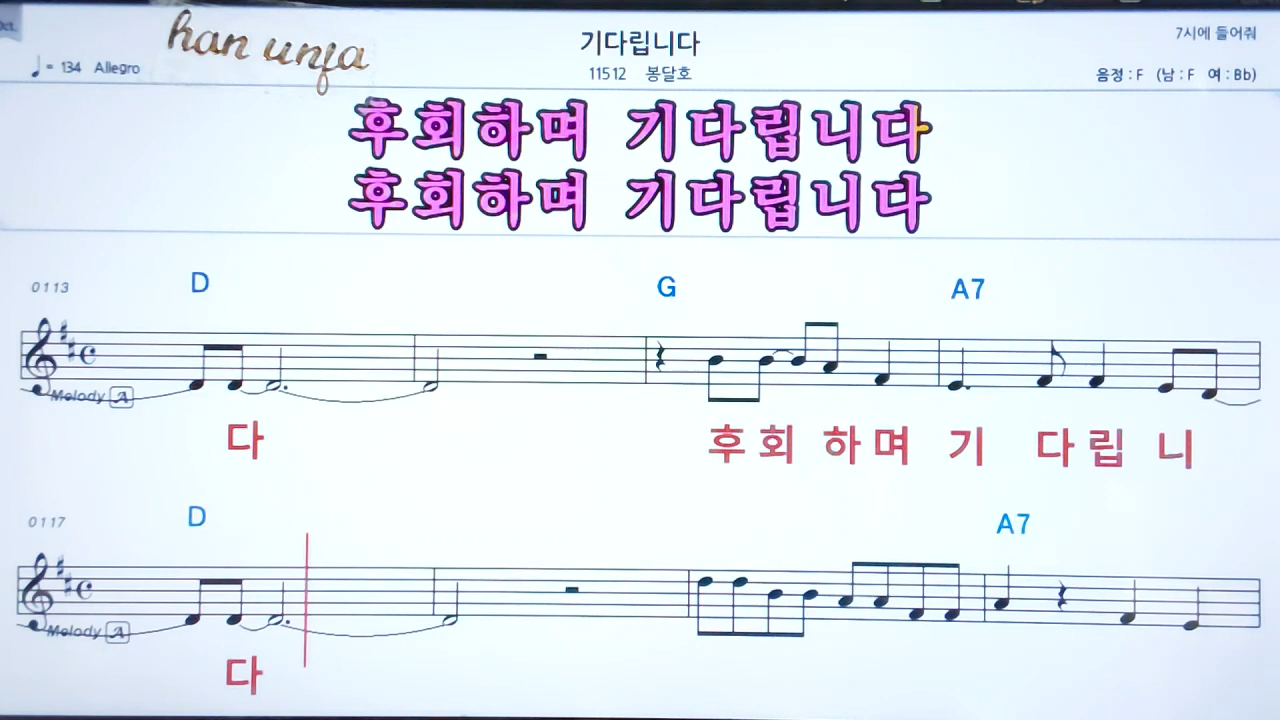 Oct.
han unja
기다립니다
7시에 들어줘
♩= 134 Allegro
11512 봉달호
음정 : F (남 : F 여 : Bb)
후회하며 기다립니다
후회하며 기다립니다
0113
D G A7
Melody A
다 후회 하며 기 다립 니
0117
D A7
Melody A
다